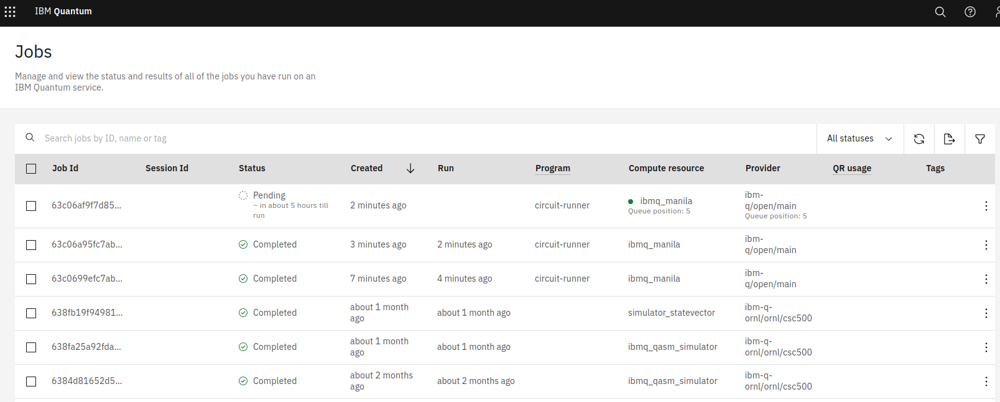 IBM Quantum
Jobs
Manage and view the status and results of all of the jobs you have run on an
IBM Quantum service.
Search jobs by ID, name or tag
All statuses
Job Id Session Id Status Created Run Program Compute resource Provider QR usage Tags
63c06af9f7d85...
Pending
~ in about 5 hours till
run
2 minutes ago
circuit-runner
ibmq_manila
Queue position: 5
ibm-
q/open/main
Queue position: 5
63c06a95fc7ab...
Completed
3 minutes ago
2 minutes ago
circuit-runner
ibmq_manila
ibm-
q/open/main
63c0699efc7ab...
Completed
7 minutes ago
4 minutes ago
circuit-runner
ibmq_manila
ibm-
q/open/main
638fb19f94981...
Completed
about 1 month
ago
about 1 month ago
simulator_statevector
ibm-q-
ornl/ornl/csc500
638fa25a92fda...
Completed
about 1 month
ago
about 1 month ago
ibmq_qasm_simulator
ibm-q-
ornl/ornl/csc500
6384d81652d5...
Completed
about 2 months
ago
about 2 months ago
ibmq_qasm_simulator
ibm-q-
ornl/ornl/csc500